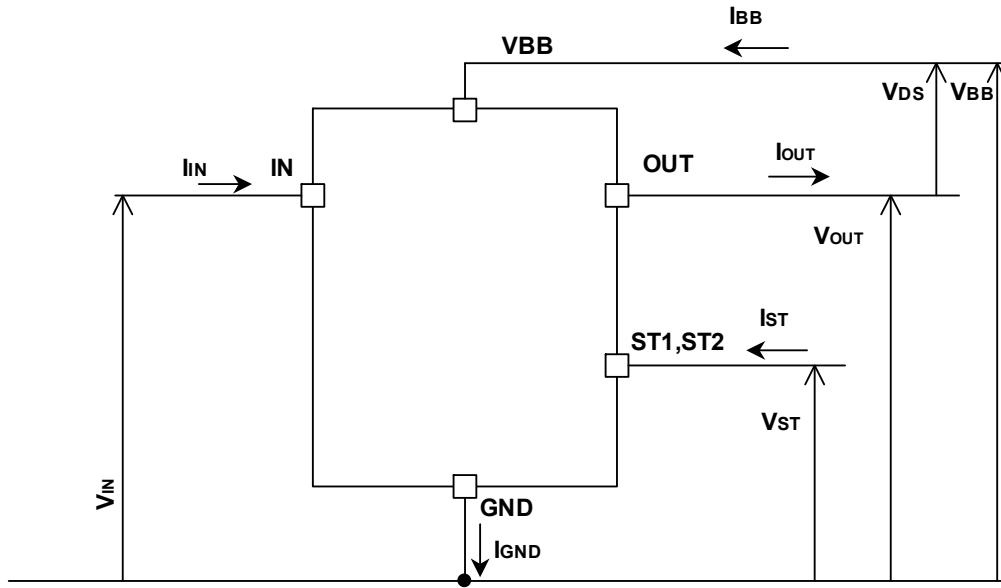 IBB
VBB
VDS VBB
IIN IN
OUT IOUT
VOUT
IST
ST1,ST2
VST
VIN
GND
IGND